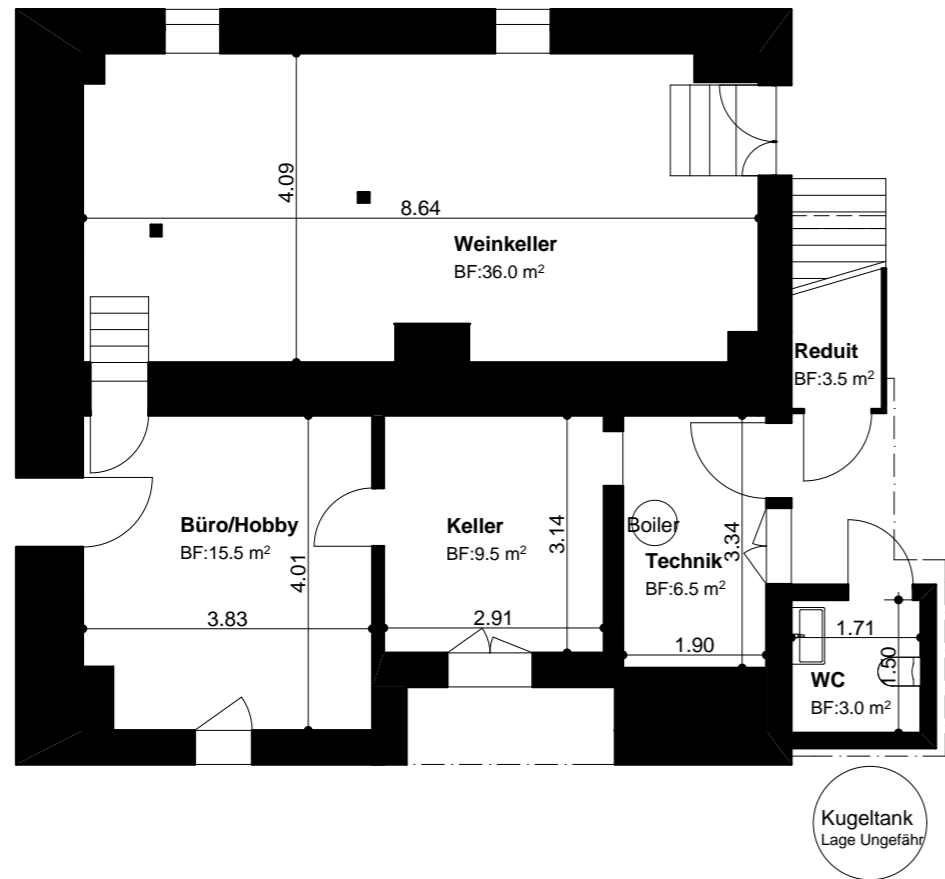 4.09
8.64
Weinkeller
BF:36.0 m²
Reduit
BF:3.5 m²
Büro/Hobby
BF:15.5 m²
4.01
3.83
Keller
BF:9.5 m²
3.14
2.91
Boiler
Technik
BF:6.5 m²
3.34
1.90
1.71
1.50
WC
BF:3.0 m²
Kugeltank
Lage Ungefähr